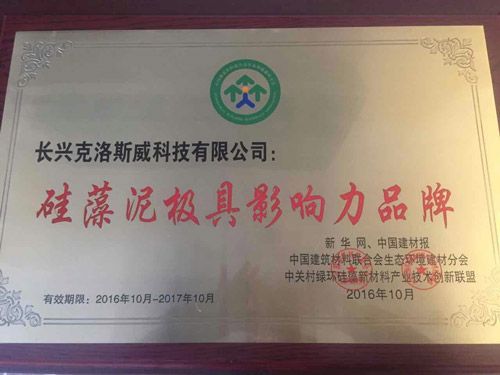 长兴克洛斯威科技有限公司：
硅藻泥极具影响力品牌
新华网、中国建材报
中国建筑材料联合会生态环境建材分会
中关村绿环硅藻新材料产业技术创新联盟
有效期限：2016年10月-2017年10月
2016年10月